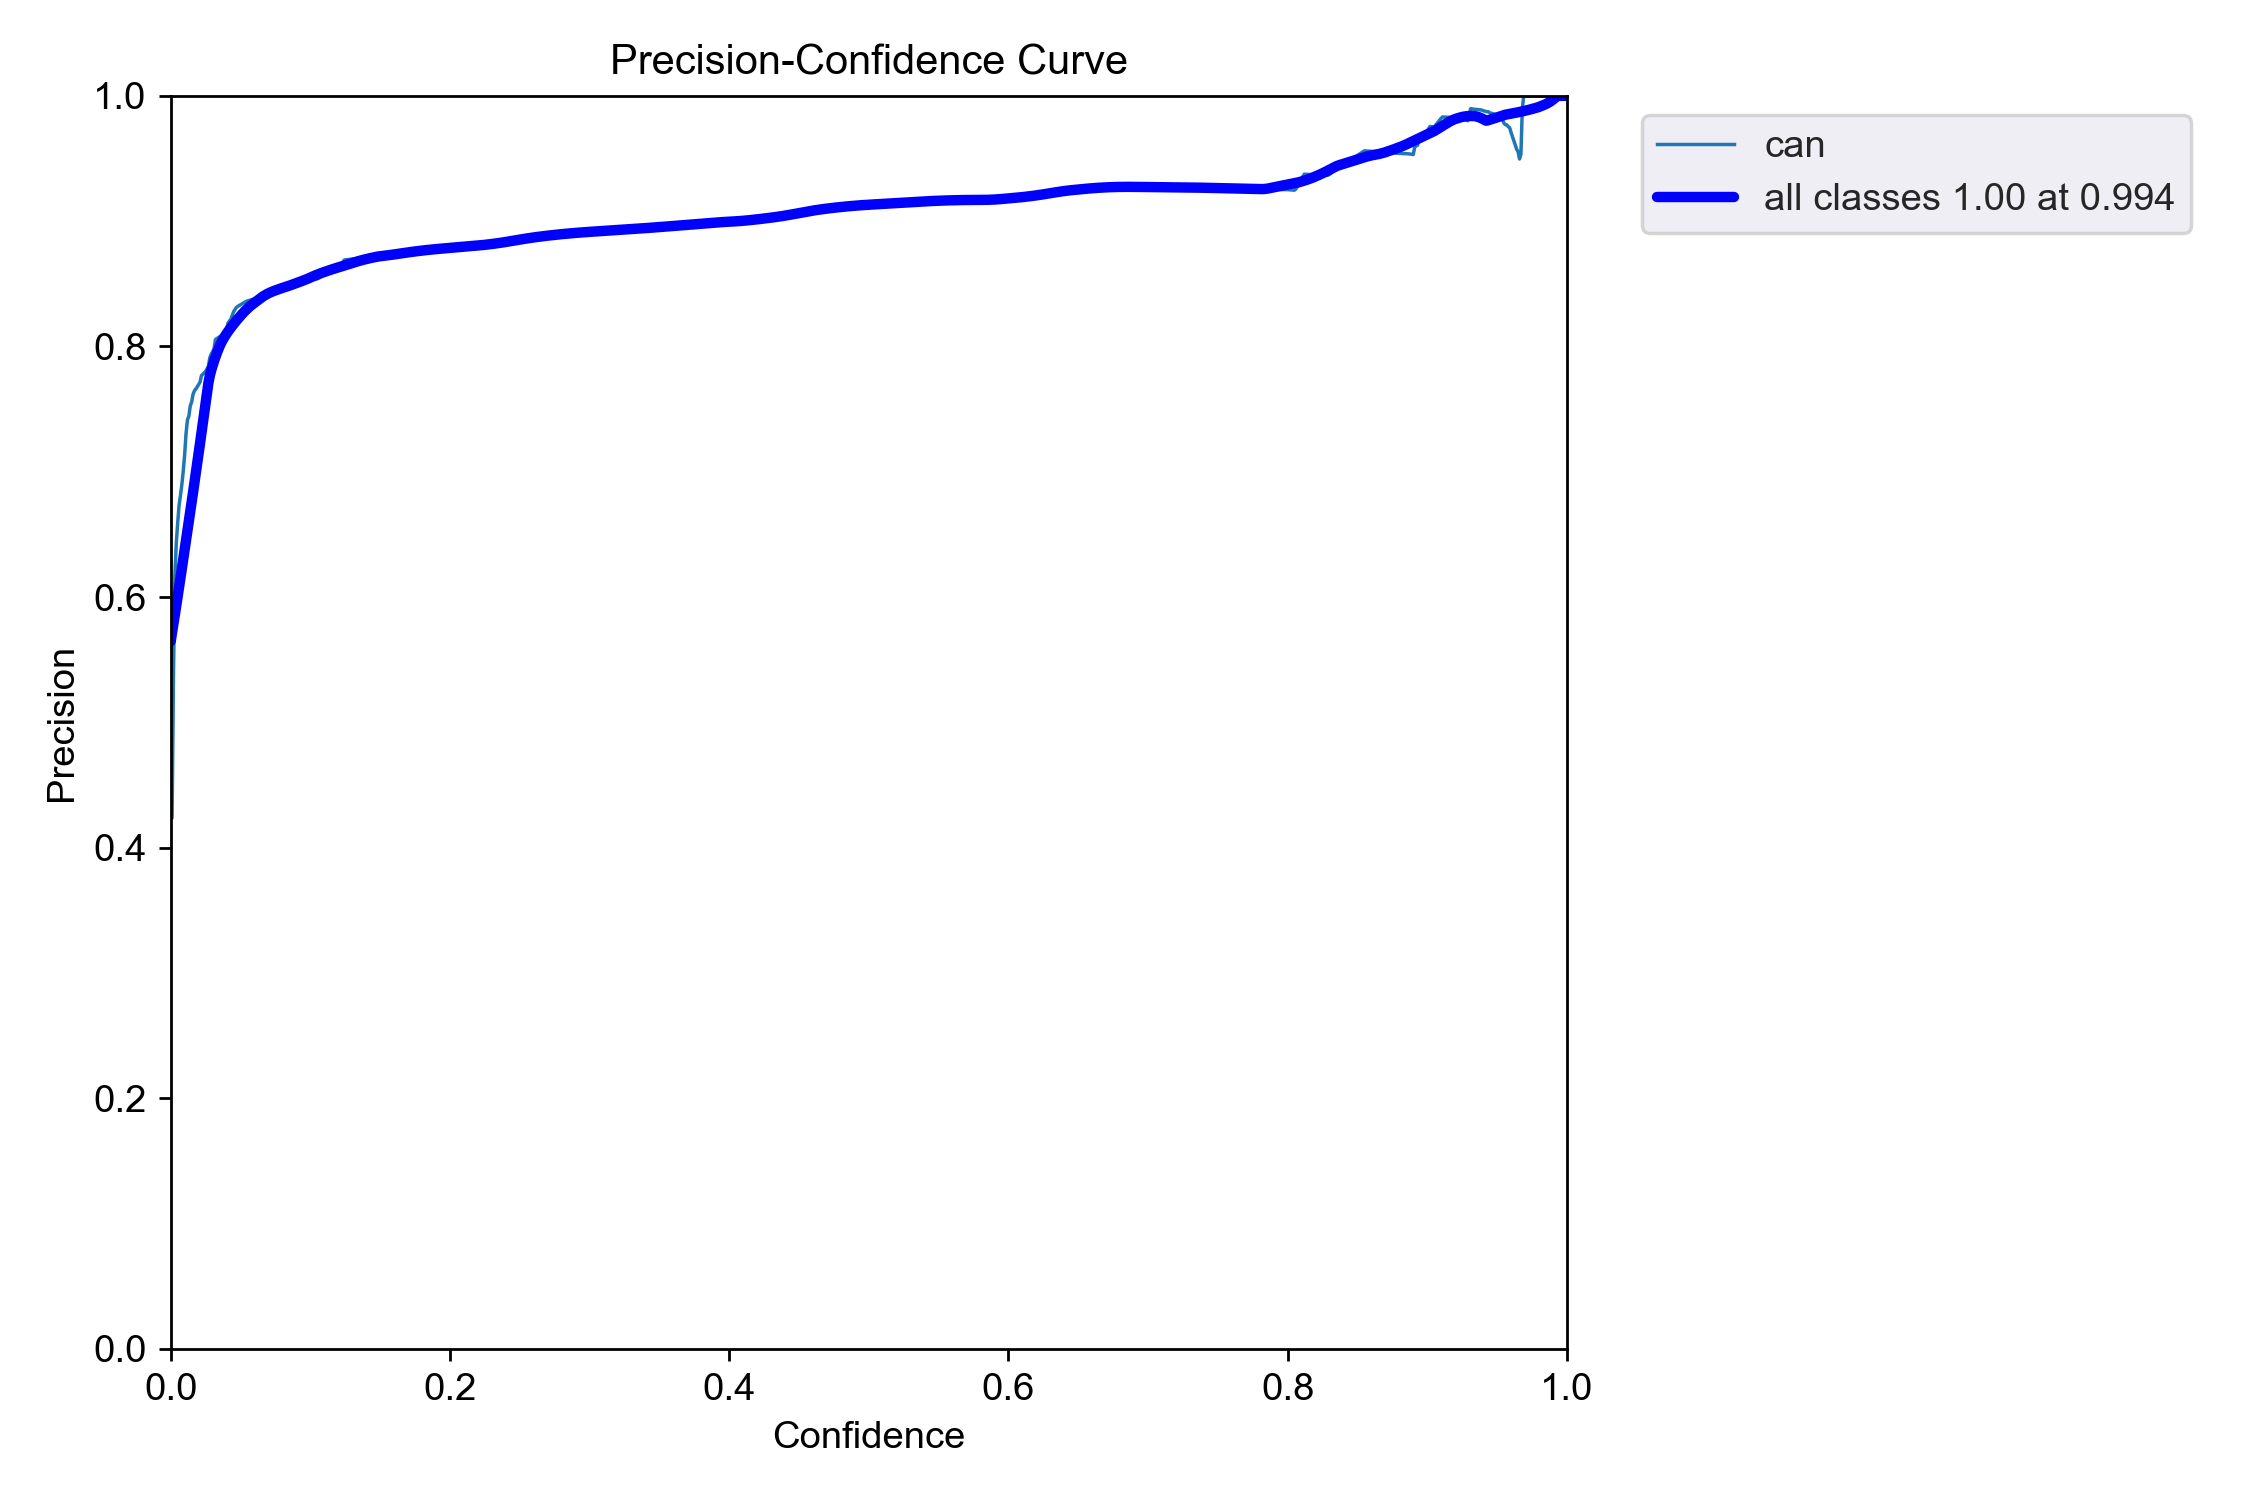 Precision-Confidence Curve
1.0
0.8
0.6
0.4
0.2
0.0
Precision
0.0 0.2 0.4 0.6 0.8 1.0
Confidence
can
all classes 1.00 at 0.994